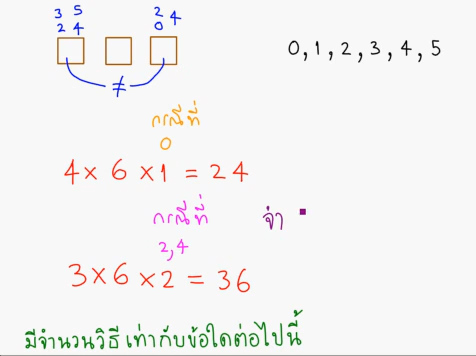 3 5 2 4
2 4 0
0, 1, 2, 3, 4, 5
≠
กรณีที่
0
4 × 6 × 1 = 24
กรณีที่ จำ
2,4
3 × 6 × 2 = 36
มีจำนวนวิธี เท่ากับข้อใดต่อไปนี้